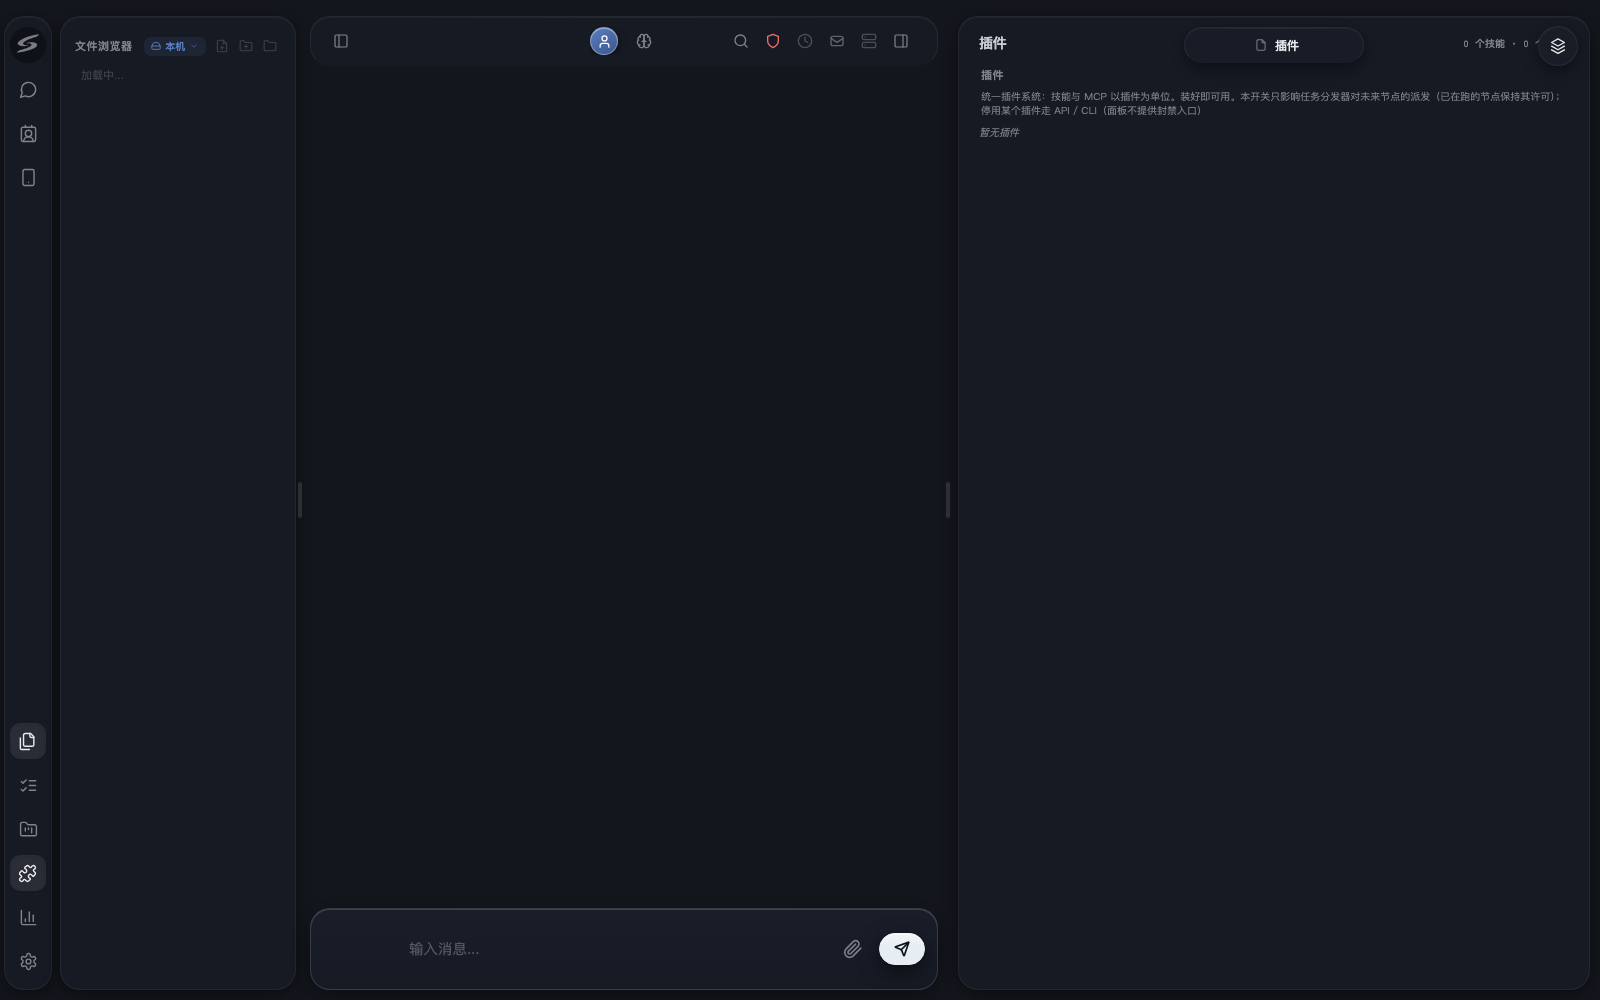 文件浏览器
本机
加载中...
输入消息...
插件
插件
0 个技能 · 0
插件
统一插件系统：技能与 MCP 以插件为单位。装好即可用。本开关只影响任务分发器对未来节点的派发（已在跑的节点保持其许可）；
停用某个插件走 API / CLI（面板不提供封禁入口）
暂无插件